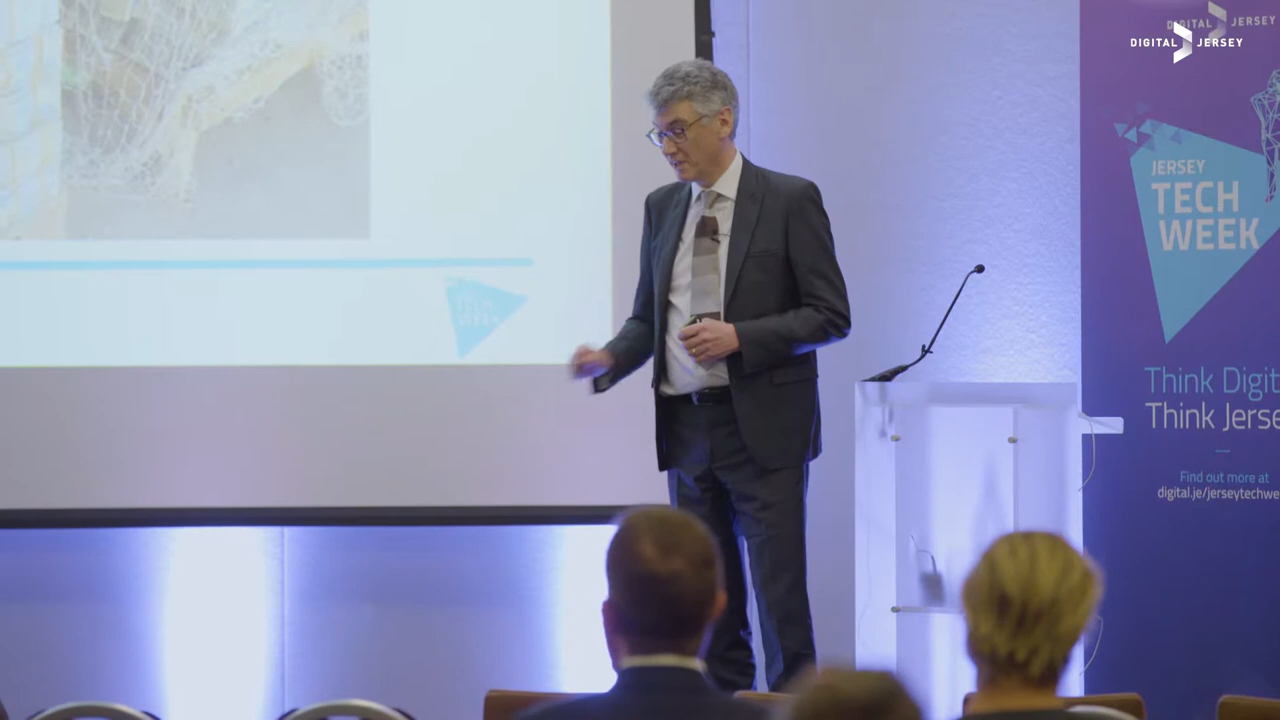 DIGITAL JERSEY
DIGITAL JERSEY
JERSEY
TECH
WEEK
Think Digit
Think Jerse
Find out more at
digital.je/jerseytechwe